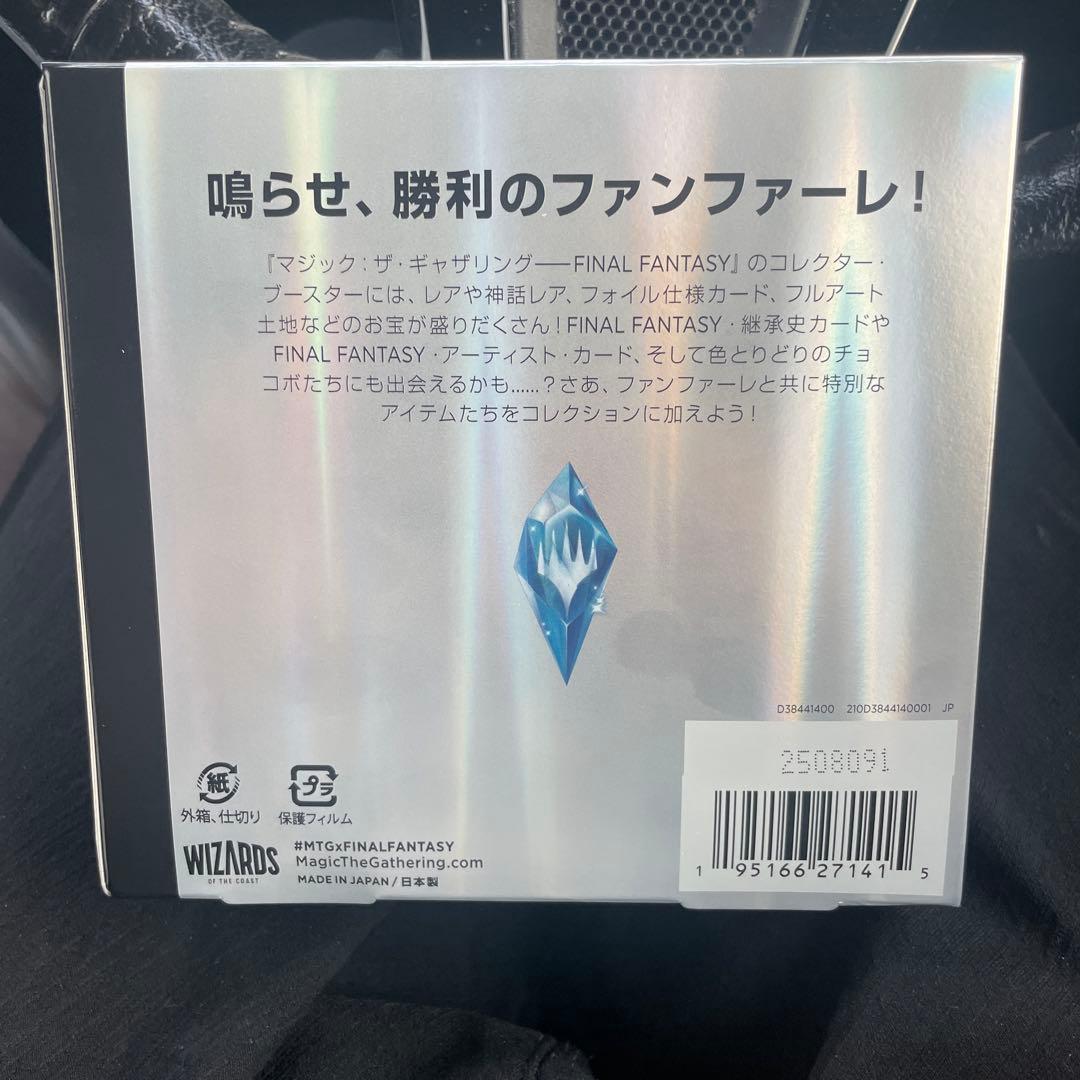 鳴らせ、勝利のファンファーレ!
『マジック:ザ・ギャザリング──FINAL FANTASY』のコレクター・
ブースターには、レアや神話レア、フォイル仕様カード、フルアート
土地などのお宝が盛りだくさん!FINAL FANTASY・継承史カードや
FINAL FANTASY・アーティスト・カード、そして色とりどりのチョ
コボたちにも出会えるかも......?さあ、ファンファーレと共に特別な
アイテムたちをコレクションに加えよう!
D38441400 210D3844140001 JP
2508091
1 95166 27141 5
紙
外箱、仕切り
プラ
保護フィルム
WIZARDS
OF THE COAST
#MTGxFINALFANTASY
MagicTheGathering.com
MADE IN JAPAN / 日本製